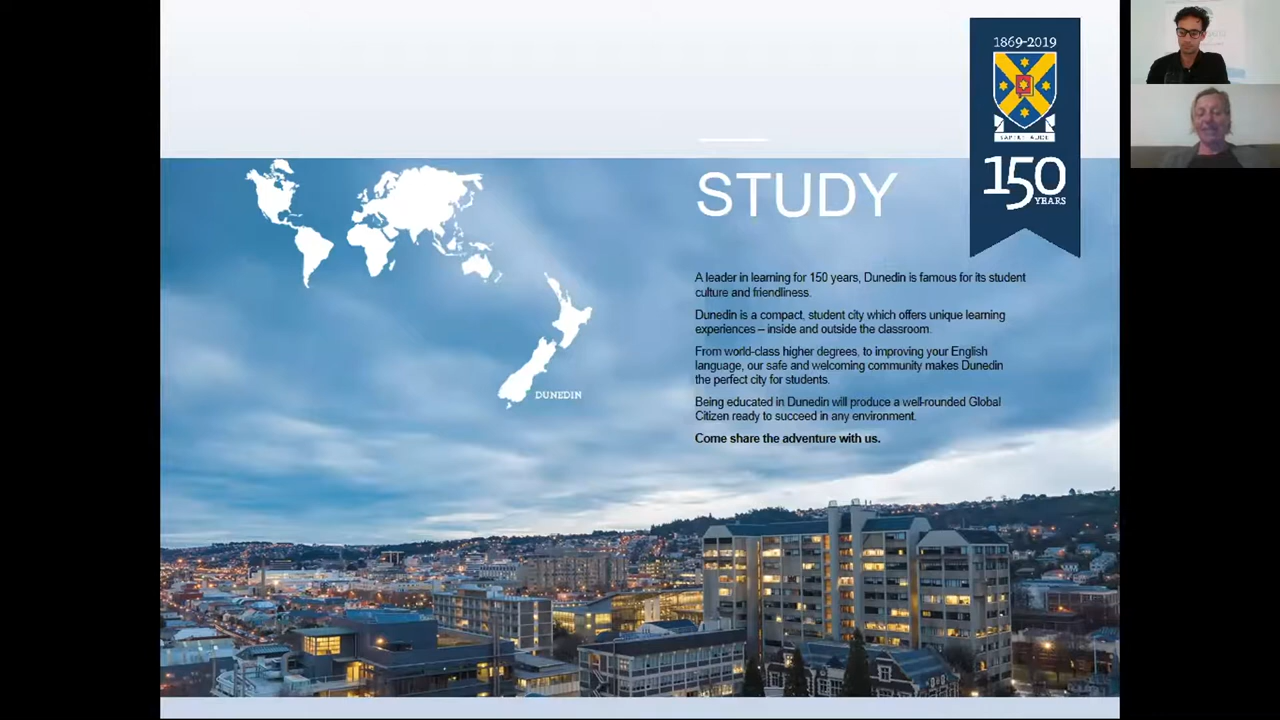 1869-2019
SAPERE AUDE
150
YEARS
STUDY
A leader in learning for 150 years, Dunedin is famous for its student
culture and friendliness.
Dunedin is a compact, student city which offers unique learning
experiences – inside and outside the classroom.
From world-class higher degrees, to improving your English
language, our safe and welcoming community makes Dunedin
the perfect city for students.
Being educated in Dunedin will produce a well-rounded Global
Citizen ready to succeed in any environment.
Come share the adventure with us.
DUNEDIN